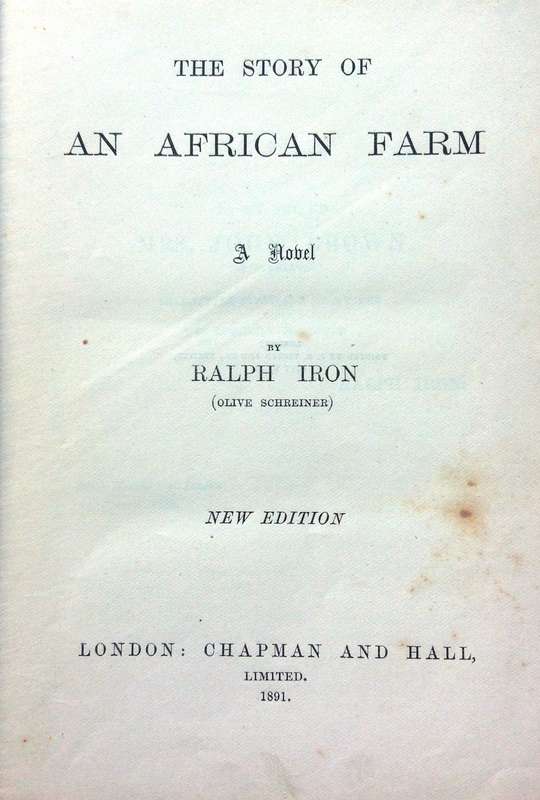 THE STORY OF
AN AFRICAN FARM
A Novel
BY
RALPH IRON
(OLIVE SCHREINER)
NEW EDITION
LONDON: CHAPMAN AND HALL,
LIMITED.
1891.